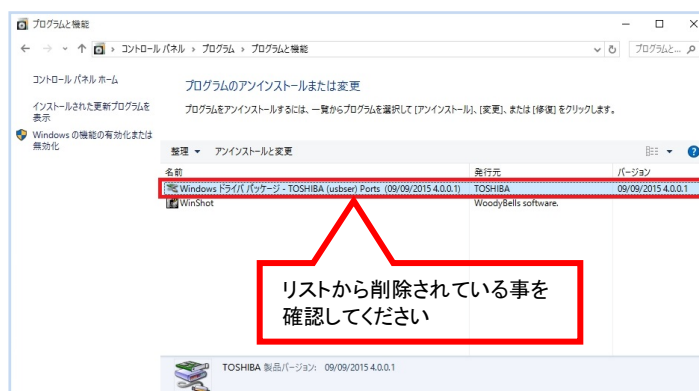 プログラムと機能
コントロール パネル › プログラム › プログラムと機能
プログラムと...
コントロール パネル ホーム
インストールされた更新プログラムを
表示
Windows の機能の有効化または
無効化
プログラムのアンインストールまたは変更
プログラムをアンインストールするには、一覧からプログラムを選択して [アンインストール]、[変更]、または [修復] をクリックします。
整理 アンインストールと変更
名前 発行元 バージョン
Windows ドライバ パッケージ - TOSHIBA (usbser) Ports (09/09/2015 4.0.0.1) TOSHIBA 09/09/2015 4.0.0.1
WinShot WoodyBells software.
リストから削除されている事を
確認してください
TOSHIBA 製品バージョン: 09/09/2015 4.0.0.1